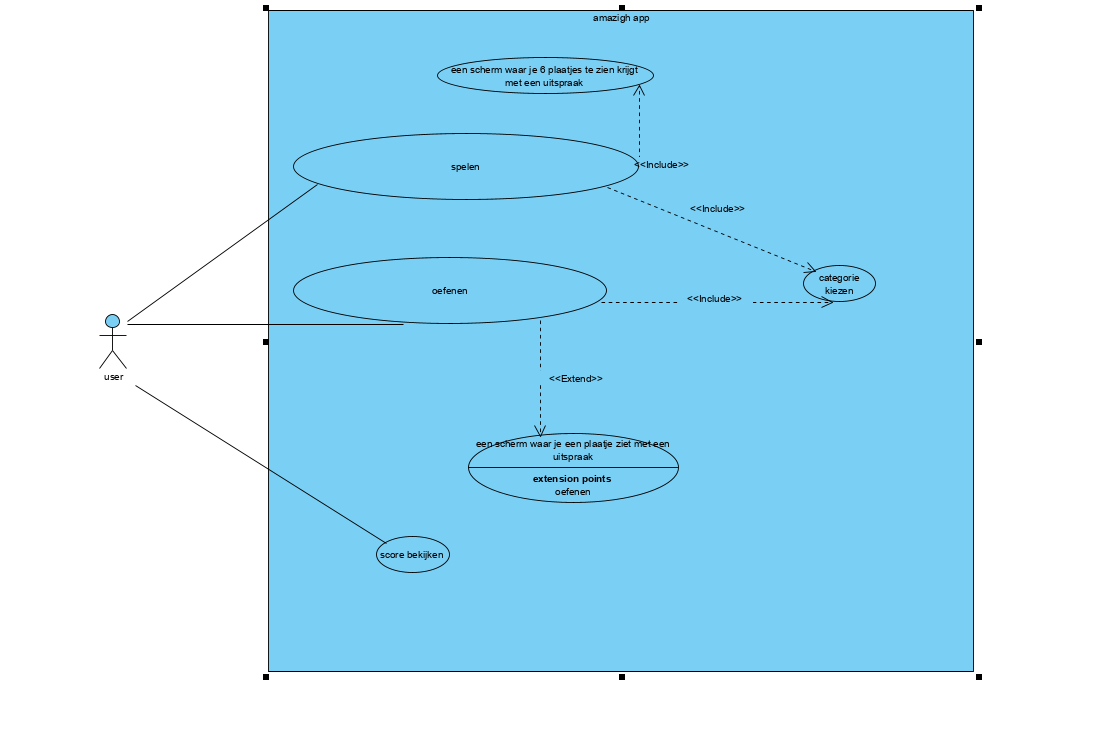 amazigh app
een scherm waar je 6 plaatjes te zien krijgt
met een uitspraak
<<Include>>
spelen
<<Include>>
categorie
kiezen
oefenen
<<Include>>
user
<<Extend>>
een scherm waar je een plaatje ziet met een
uitspraak
extension points
oefenen
score bekijken